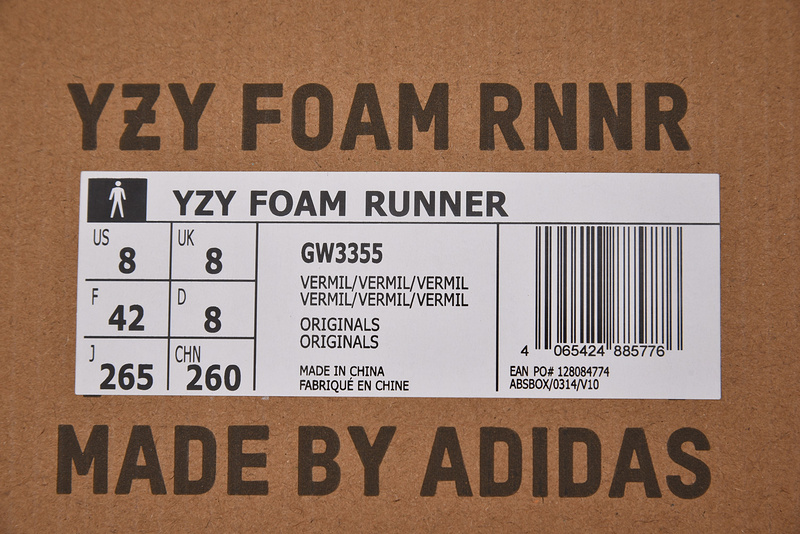 YƵY FOAM RNNR
YZY FOAM RUNNER
US 8 UK 8
F 42 D 8
J 265 CHN 260
GW3355
VERMIL/VERMIL/VERMIL
VERMIL/VERMIL/VERMIL
ORIGINALS
ORIGINALS
MADE IN CHINA
FABRIQUÉ EN CHINE
4 065424 885776
EAN PO# 128084774
ABSBOX/0314/V10
MADE BY ADIDAS